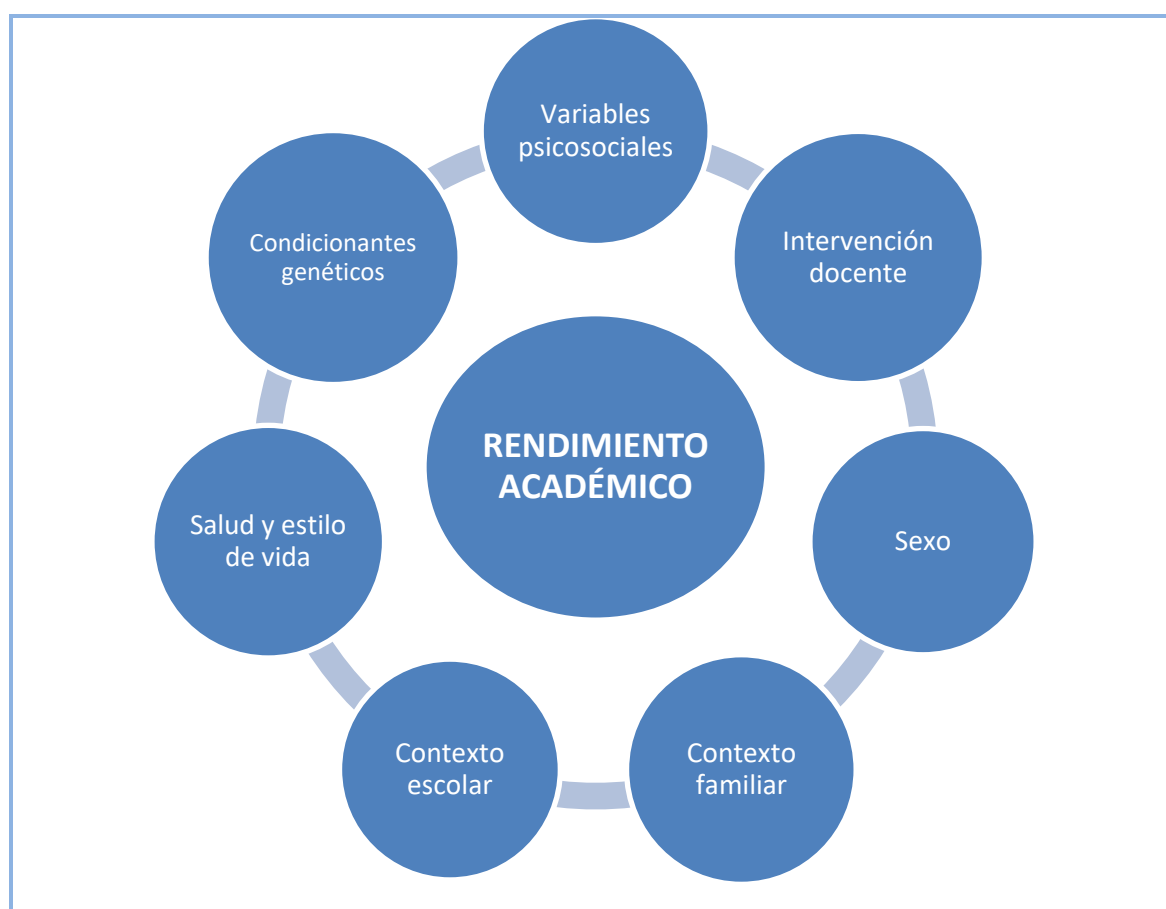 Variables
psicosociales
Intervención
docente
Sexo
Contexto
familiar
Contexto
escolar
Salud y estilo
de vida
Condicionantes
genéticos
RENDIMIENTO
ACADÉMICO